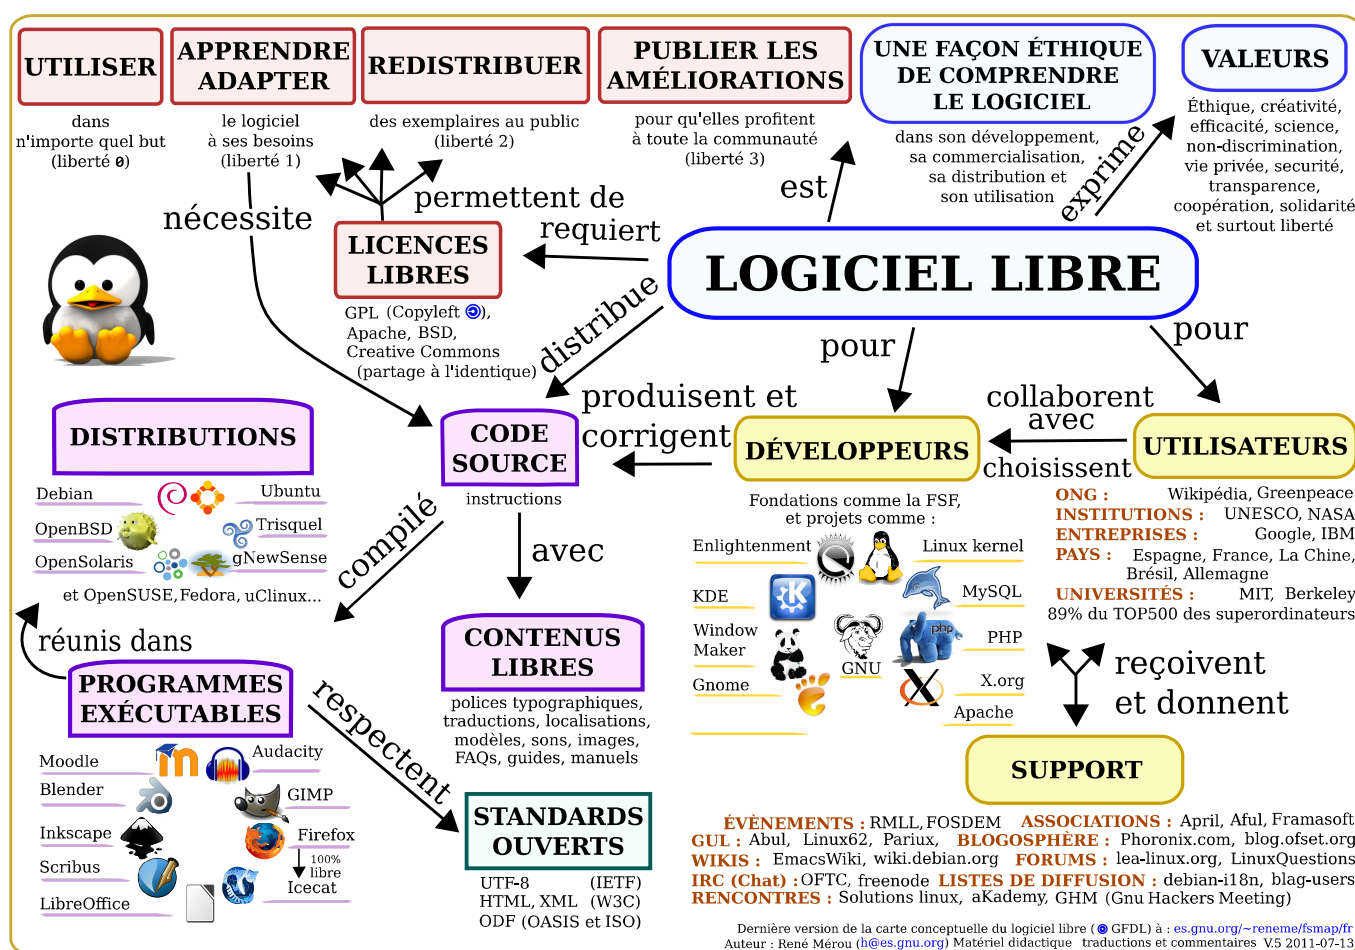 UTILISER
dans
n'importe quel but
(liberté 0)
APPRENDRE
ADAPTER
le logiciel
à ses besoins
(liberté 1)
REDISTRIBUER
des exemplaires au public
(liberté 2)
PUBLIER LES
AMÉLIORATIONS
pour qu'elles profitent
à toute la communauté
(liberté 3)
UNE FAÇON ÉTHIQUE
DE COMPRENDRE
LE LOGICIEL
dans son développement,
sa commercialisation,
sa distribution et
son utilisation
VALEURS
Éthique, créativité,
efficacité, science,
non-discrimination,
vie privée, securité,
transparence,
coopération, solidarité
et surtout liberté
nécessite
permettent de
requiert
est
exprime
LICENCES
LIBRES
GPL (Copyleft ),
Apache, BSD,
Creative Commons
(partage à l'identique)
LOGICIEL LIBRE
distribue
pour
pour
produisent et
corrigent
collaborent
avec
choisissent
DISTRIBUTIONS
Debian Ubuntu
OpenBSD Trisquel
OpenSolaris gNewSense
et OpenSUSE, Fedora, uClinux...
CODE
SOURCE
instructions
DÉVELOPPEURS
Fondations comme la FSF,
et projets comme :
Enlightenment Linux kernel
KDE MySQL
Window
Maker PHP
GNU
Gnome X.org
Apache
php
UTILISATEURS
ONG : Wikipédia, Greenpeace
INSTITUTIONS : UNESCO, NASA
ENTREPRISES : Google, IBM
PAYS : Espagne, France, La Chine,
Brésil, Allemagne
UNIVERSITÉS : MIT, Berkeley
89% du TOP500 des superordinateurs
compilé
avec
réunis dans
respectent
reçoivent
et donnent
CONTENUS
LIBRES
polices typographiques,
traductions, localisations,
modèles, sons, images,
FAQs, guides, manuels
PROGRAMMES
EXÉCUTABLES
Moodle Audacity
Blender GIMP
Inkscape Firefox
100%
libre
Scribus Icecat
LibreOffice
STANDARDS
OUVERTS
UTF-8 (IETF)
HTML, XML (W3C)
ODF (OASIS et ISO)
SUPPORT
ÉVÈNEMENTS : RMLL, FOSDEM ASSOCIATIONS : April, Aful, Framasoft
GUL : Abul, Linux62, Pariux, BLOGOSPHÈRE : Phoronix.com, blog.ofset.org
WIKIS : EmacsWiki, wiki.debian.org FORUMS : lea-linux.org, LinuxQuestions
IRC (Chat) : OFTC, freenode LISTES DE DIFFUSION : debian-i18n, blag-users
RENCONTRES : Solutions linux, aKademy, GHM (Gnu Hackers Meeting)
Dernière version de la carte conceptuelle du logiciel libre ( GFDL) à : es.gnu.org/~reneme/fsmap/fr
Auteur : René Mérou (h@es.gnu.org) Matériel didactique traductions et commentaires V.5 2011-07-13